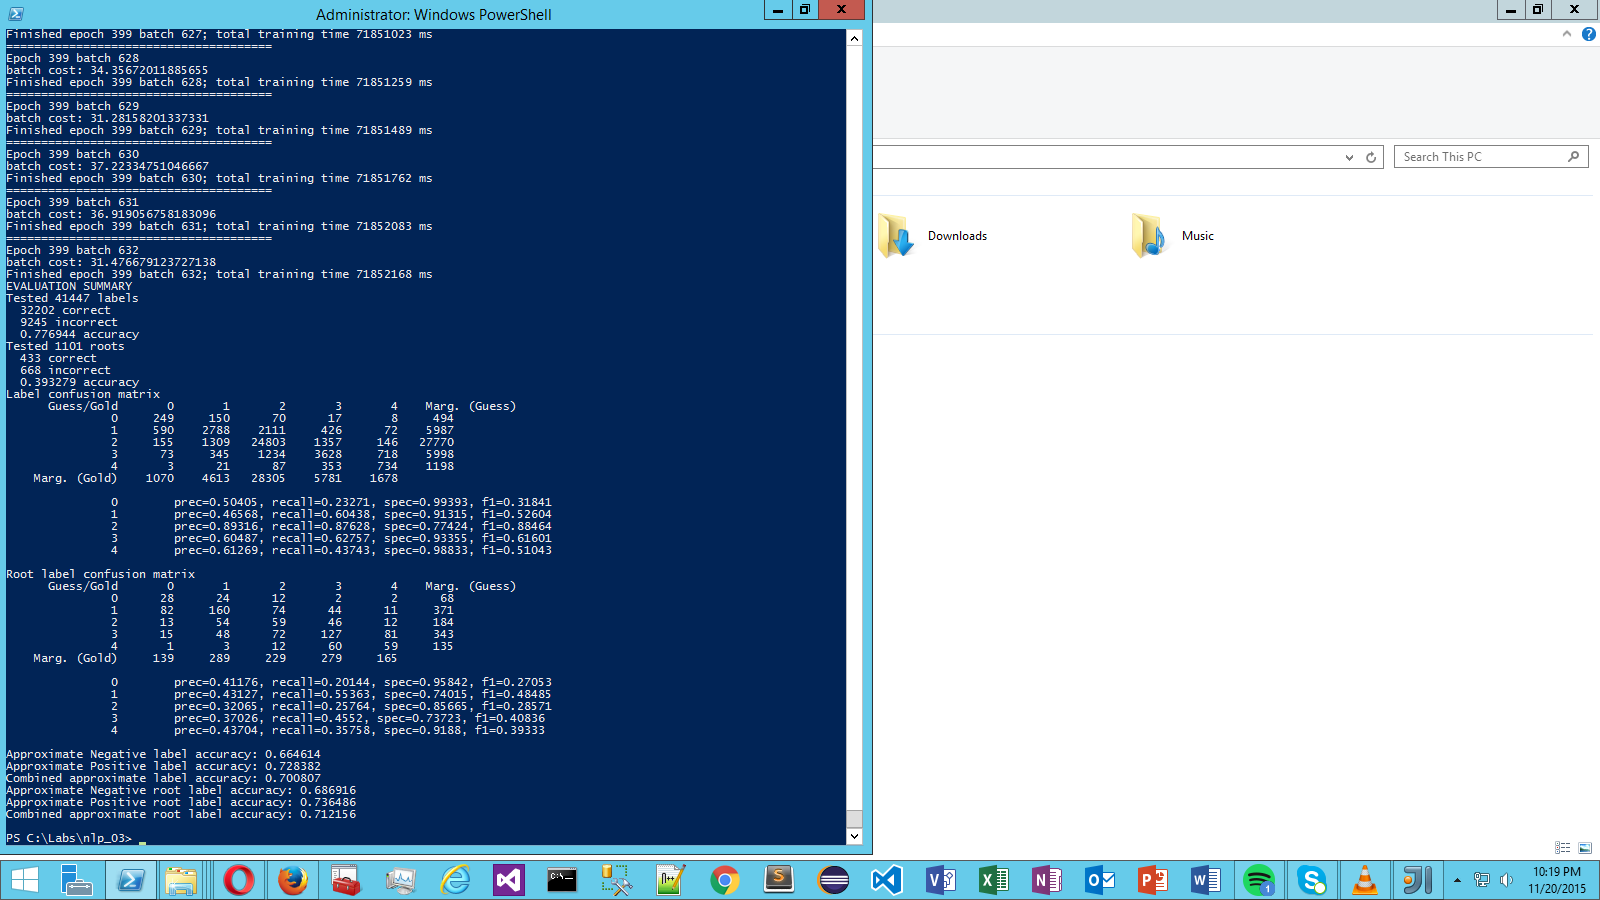 Administrator: Windows PowerShell
Finished epoch 399 batch 627; total training time 71851023 ms
======================================
Epoch 399 batch 628
batch cost: 34.35672011885655
Finished epoch 399 batch 628; total training time 71851259 ms
======================================
Epoch 399 batch 629
batch cost: 31.28158201337331
Finished epoch 399 batch 629; total training time 71851489 ms
======================================
Epoch 399 batch 630
batch cost: 37.22334751046667
Finished epoch 399 batch 630; total training time 71851762 ms
======================================
Epoch 399 batch 631
batch cost: 36.919056758183096
Finished epoch 399 batch 631; total training time 71852083 ms
======================================
Epoch 399 batch 632
batch cost: 31.476679123727138
Finished epoch 399 batch 632; total training time 71852168 ms
EVALUATION SUMMARY
Tested 41447 labels
32202 correct
9245 incorrect
0.776944 accuracy
Tested 1101 roots
433 correct
668 incorrect
0.393279 accuracy
Label confusion matrix
Guess/Gold 0 1 2 3 4 Marg. (Guess)
0 249 150 70 17 8 494
1 590 2788 2111 426 72 5987
2 155 1309 24803 1357 146 27770
3 73 345 1234 3628 718 5998
4 3 21 87 353 734 1198
Marg. (Gold) 1070 4613 28305 5781 1678
0 prec=0.50405, recall=0.23271, spec=0.99393, f1=0.31841
1 prec=0.46568, recall=0.60438, spec=0.91315, f1=0.52604
2 prec=0.89316, recall=0.87628, spec=0.77424, f1=0.88464
3 prec=0.60487, recall=0.62757, spec=0.93355, f1=0.61601
4 prec=0.61269, recall=0.43743, spec=0.98833, f1=0.51043
Root label confusion matrix
Guess/Gold 0 1 2 3 4 Marg. (Guess)
0 28 24 12 2 2 68
1 82 160 74 44 11 371
2 13 54 59 46 12 184
3 15 48 72 127 81 343
4 1 3 12 60 59 135
Marg. (Gold) 139 289 229 279 165
0 prec=0.41176, recall=0.20144, spec=0.95842, f1=0.27053
1 prec=0.43127, recall=0.55363, spec=0.74015, f1=0.48485
2 prec=0.32065, recall=0.25764, spec=0.85665, f1=0.28571
3 prec=0.37026, recall=0.4552, spec=0.73723, f1=0.40836
4 prec=0.43704, recall=0.35758, spec=0.9188, f1=0.39333
Approximate Negative label accuracy: 0.664614
Approximate Positive label accuracy: 0.728382
Combined approximate label accuracy: 0.700807
Approximate Negative root label accuracy: 0.686916
Approximate Positive root label accuracy: 0.736486
Combined approximate root label accuracy: 0.712156
PS C:\Labs\nlp_03> _
Search This PC
Downloads
Music
10:19 PM
11/20/2015